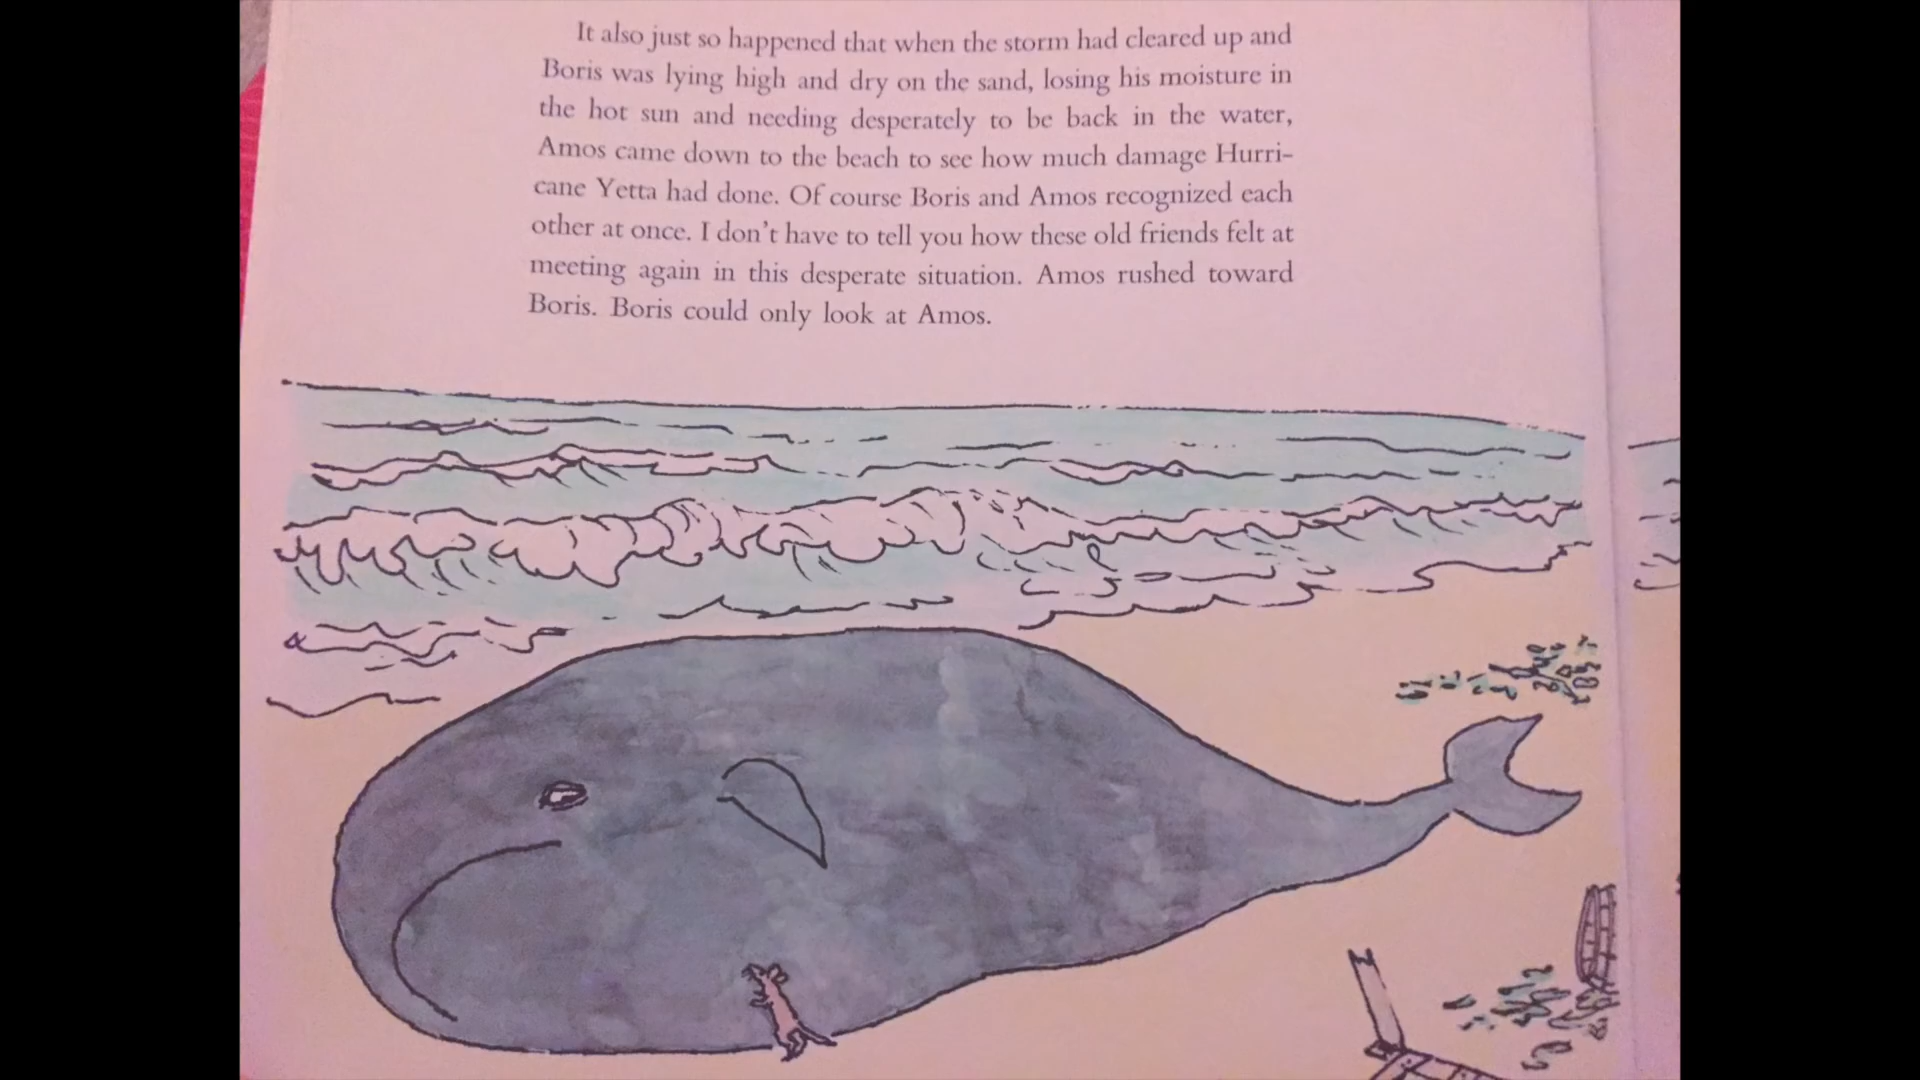 It also just so happened that when the storm had cleared up and
Boris was lying high and dry on the sand, losing his moisture in
the hot sun and needing desperately to be back in the water,
Amos came down to the beach to see how much damage Hurri-
cane Yetta had done. Of course Boris and Amos recognized each
other at once. I don't have to tell you how these old friends felt at
meeting again in this desperate situation. Amos rushed toward
Boris. Boris could only look at Amos.